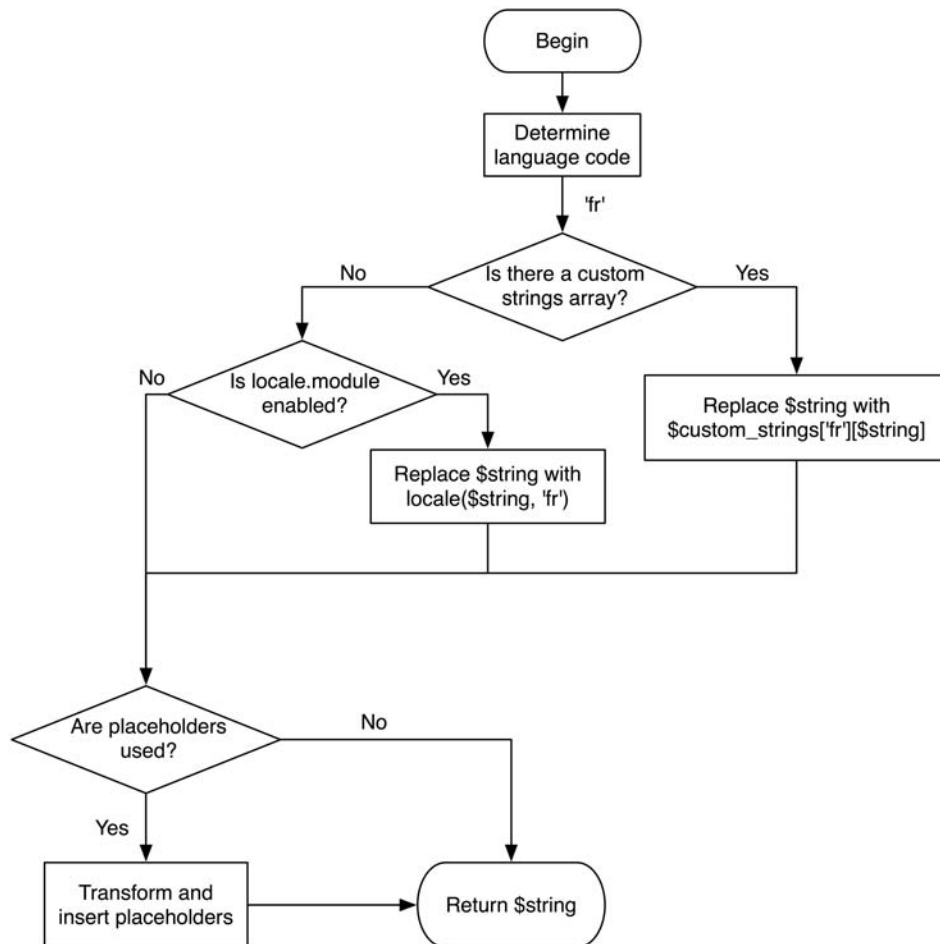 Begin
Determine
language code
'fr'
No
Is there a custom
strings array?
Yes
No
Is locale.module
enabled?
Yes
Replace $string with
$custom_strings['fr'][$string]
Replace $string with
locale($string, 'fr')
Are placeholders
used?
No
Yes
Transform and
insert placeholders
Return $string